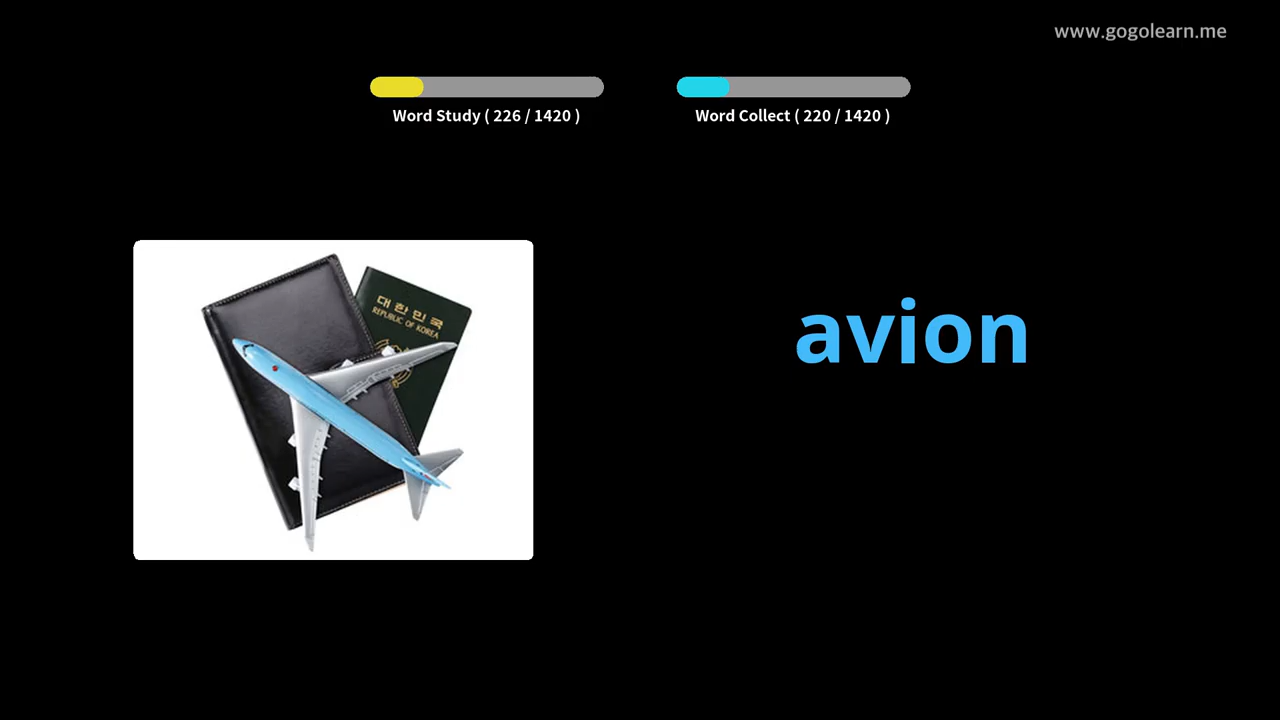 www.gogolearn.me
Word Study ( 226 / 1420 )
Word Collect ( 220 / 1420 )
대한민국
REPUBLIC OF KOREA
avion